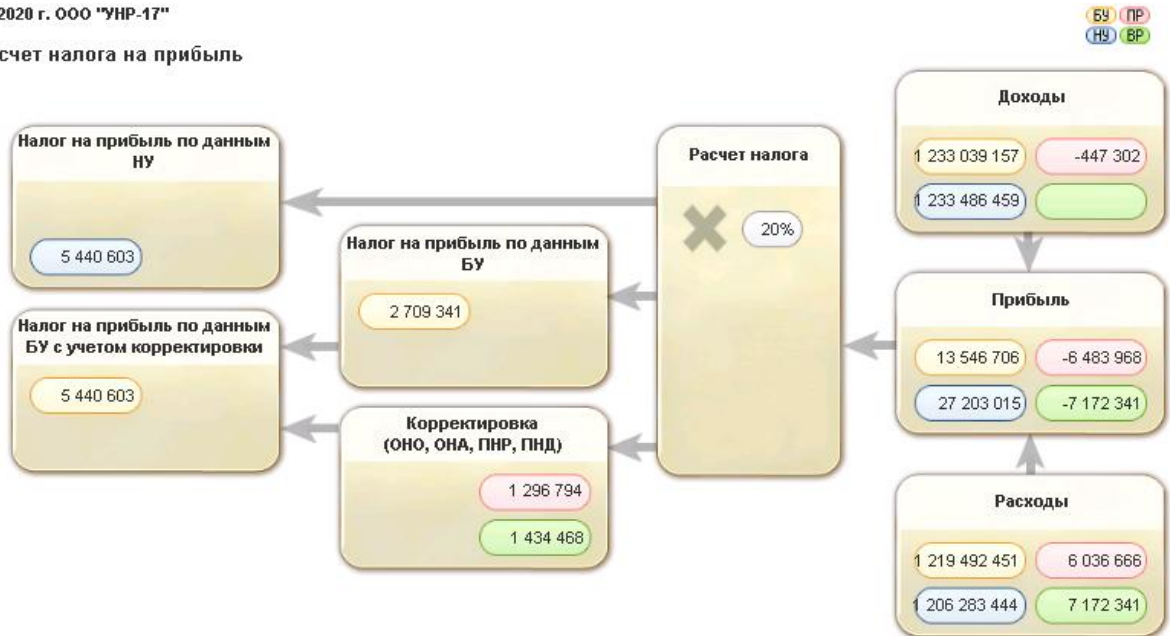 2020 г. ООО "УНР-17"
счет налога на прибыль
БУ ПР
НУ ВР
Налог на прибыль по данным
НУ
5 440 603
Налог на прибыль по данным
БУ с учетом корректировки
5 440 603
Налог на прибыль по данным
БУ
2 709 341
Корректировка
(ОНО, ОНА, ПНР, ПНД)
1 296 794
1 434 468
Расчет налога
20%
Доходы
1 233 039 157 -447 302
1 233 486 459
Прибыль
13 546 706 -6 483 968
27 203 015 -7 172 341
Расходы
1 219 492 451 6 036 666
1 206 283 444 7 172 341